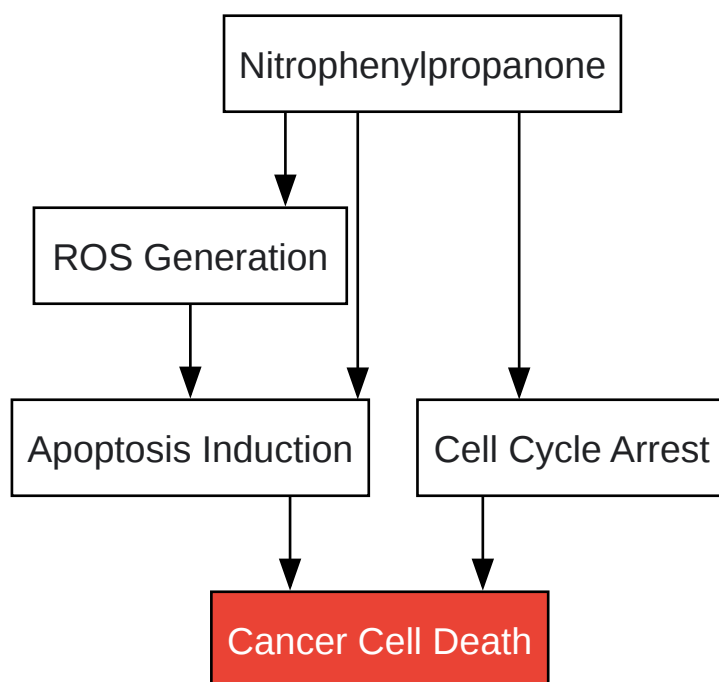 Nitrophenylpropanone
ROS Generation
Apoptosis Induction
Cell Cycle Arrest
Cancer Cell Death